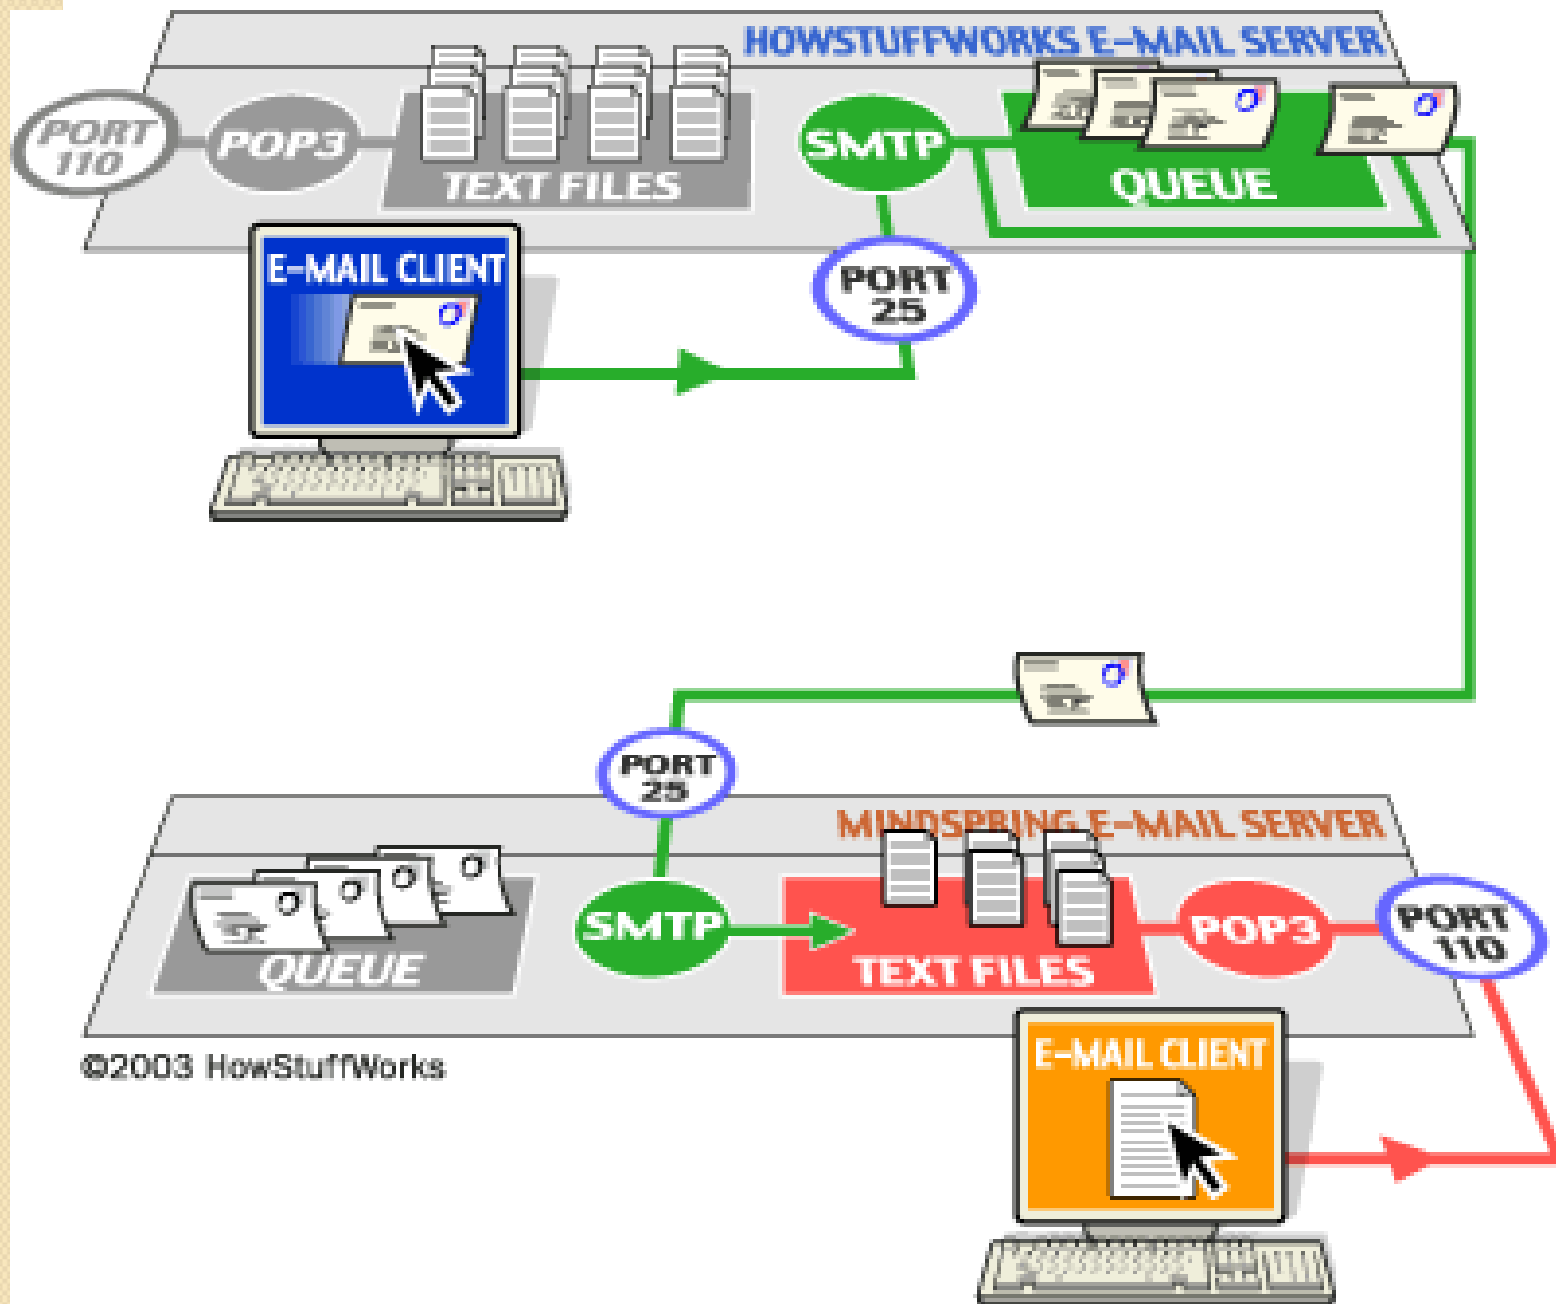 HOWSTUFFWORKS E-MAIL SERVER
PORT
110
POP3
TEXT FILES
SMTP
QUEUE
E-MAIL CLIENT
PORT
25
PORT
25
MINDSPRING E-MAIL SERVER
QUEUE
SMTP
TEXT FILES
POP3
PORT
110
©2003 HowStuffWorks
E-MAIL CLIENT